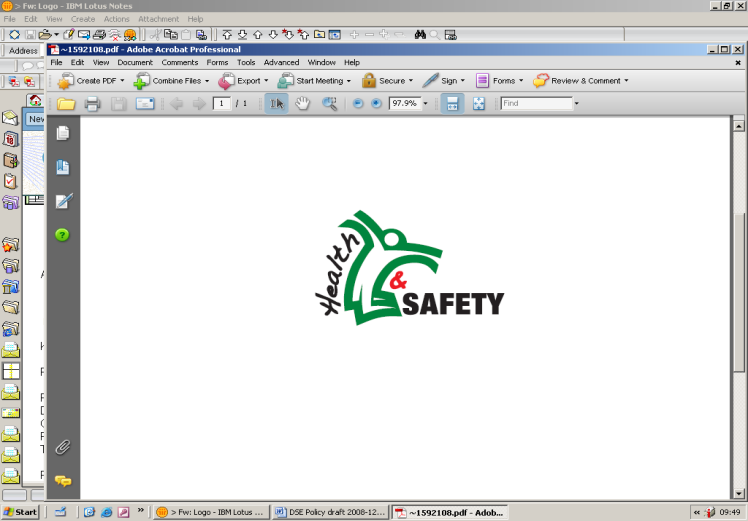 > Fw: Logo - IBM Lotus Notes
File Edit View Create Actions Attachment Help
Address
~1592108.pdf - Adobe Acrobat Professional
File Edit View Document Comments Forms Tools Advanced Window Help
Create PDF Combine Files Export Start Meeting Secure Sign Forms Review & Comment
1 / 1 97.9% Find
New
Health
&
SAFETY
Start » > Fw: Logo - IBM Lotus ... DSE Policy draft 2008-12... ~1592108.pdf - Adob... « 09:49